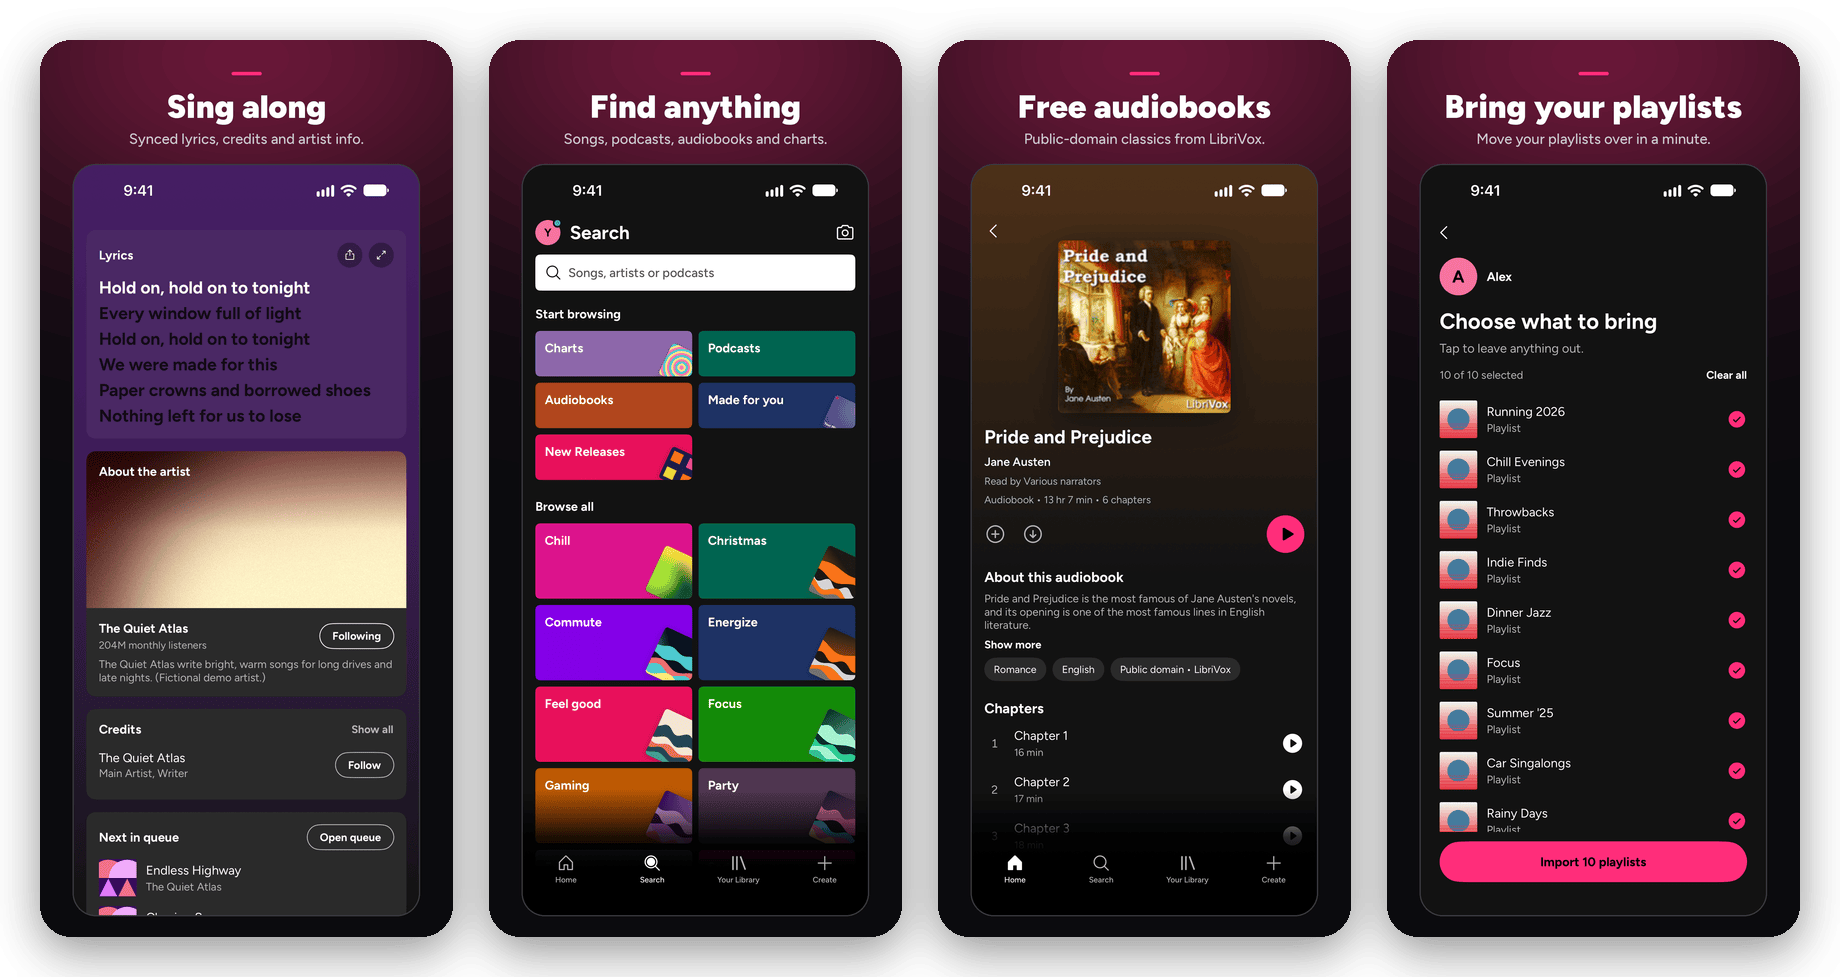 Sing along
Synced lyrics, credits and artist info.
9:41
Lyrics
Hold on, hold on to tonight
Every window full of light
Hold on, hold on to tonight
We were made for this
Paper crowns and borrowed shoes
Nothing left for us to lose
About the artist
The Quiet Atlas
204M monthly listeners
Following
The Quiet Atlas write bright, warm songs for long drives and
late nights. (Fictional demo artist.)
Credits
Show all
The Quiet Atlas
Main Artist, Writer
Follow
Next in queue
Open queue
Endless Highway
The Quiet Atlas
Find anything
Songs, podcasts, audiobooks and charts.
9:41
Y
Search
Songs, artists or podcasts
Start browsing
Charts
Podcasts
Audiobooks
Made for you
New Releases
Browse all
Chill
Christmas
Commute
Energize
Feel good
Focus
Gaming
Party
Home
Search
Your Library
Create
Free audiobooks
Public-domain classics from LibriVox.
9:41
Pride and
Prejudice
By
Jane Austen
LibriVox
Pride and Prejudice
Jane Austen
Read by Various narrators
Audiobook • 13 hr 7 min • 6 chapters
About this audiobook
Pride and Prejudice is the most famous of Jane Austen's novels,
and its opening is one of the most famous lines in English
literature.
Show more
Romance
English
Public domain • LibriVox
Chapters
1
Chapter 1
16 min
2
Chapter 2
17 min
3
Chapter 3
18 min
Home
Search
Your Library
Create
Bring your playlists
Move your playlists over in a minute.
9:41
A
Alex
Choose what to bring
Tap to leave anything out.
10 of 10 selected
Clear all
Running 2026
Playlist
Chill Evenings
Playlist
Throwbacks
Playlist
Indie Finds
Playlist
Dinner Jazz
Playlist
Focus
Playlist
Summer '25
Playlist
Car Singalongs
Playlist
Rainy Days
Playlist
Import 10 playlists